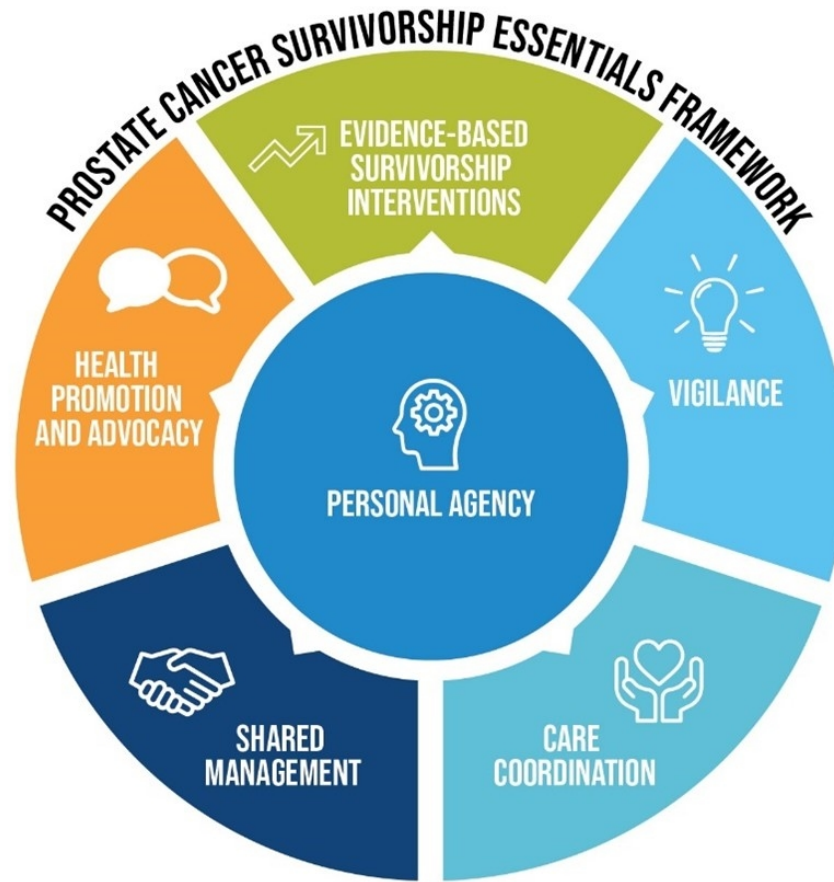 PROSTATE CANCER SURVIVORSHIP ESSENTIALS FRAMEWORK
EVIDENCE-BASED
SURVIVORSHIP
INTERVENTIONS
HEALTH
PROMOTION
AND ADVOCACY
VIGILANCE
PERSONAL AGENCY
SHARED
MANAGEMENT
CARE
COORDINATION